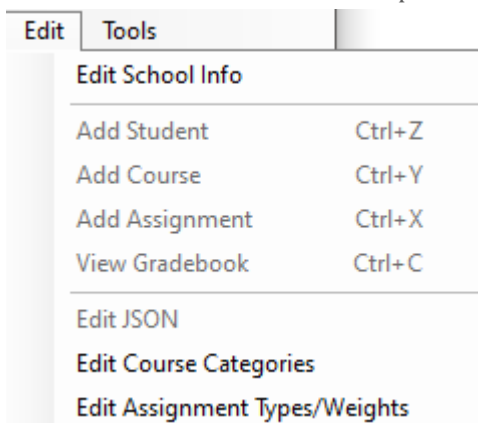 Edit Tools
Edit School Info
Add Student Ctrl+Z
Add Course Ctrl+Y
Add Assignment Ctrl+X
View Gradebook Ctrl+C
Edit JSON
Edit Course Categories
Edit Assignment Types/Weights